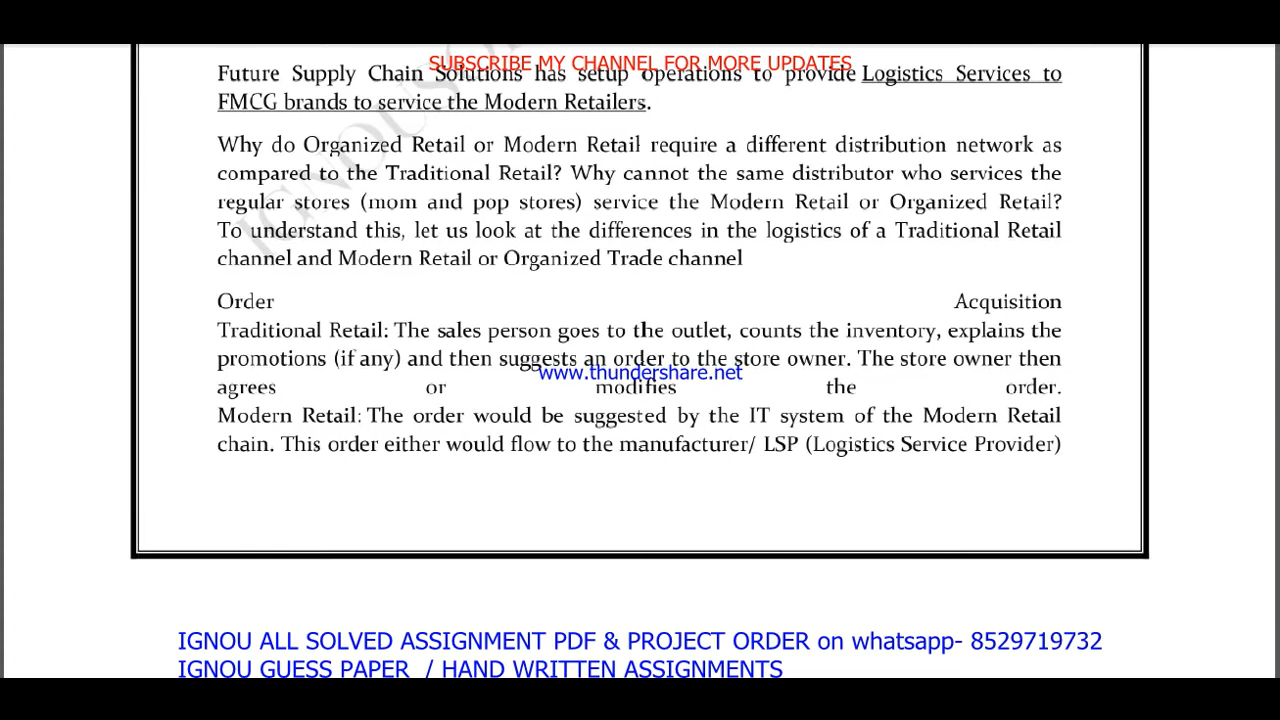 SUBSCRIBE MY CHANNEL FOR MORE UPDATES
Future Supply Chain Solutions has setup operations to provide Logistics Services to
FMCG brands to service the Modern Retailers.
Why do Organized Retail or Modern Retail require a different distribution network as
compared to the Traditional Retail? Why cannot the same distributor who services the
regular stores (mom and pop stores) service the Modern Retail or Organized Retail?
To understand this, let us look at the differences in the logistics of a Traditional Retail
channel and Modern Retail or Organized Trade channel
Order Acquisition
Traditional Retail: The sales person goes to the outlet, counts the inventory, explains the
promotions (if any) and then suggests an order to the store owner. The store owner then
www.thundershare.net
agrees or modifies the order.
Modern Retail: The order would be suggested by the IT system of the Modern Retail
chain. This order either would flow to the manufacturer/ LSP (Logistics Service Provider)
IGNOU ALL SOLVED ASSIGNMENT PDF & PROJECT ORDER on whatsapp- 8529719732
IGNOU GUESS PAPER / HAND WRITTEN ASSIGNMENTS